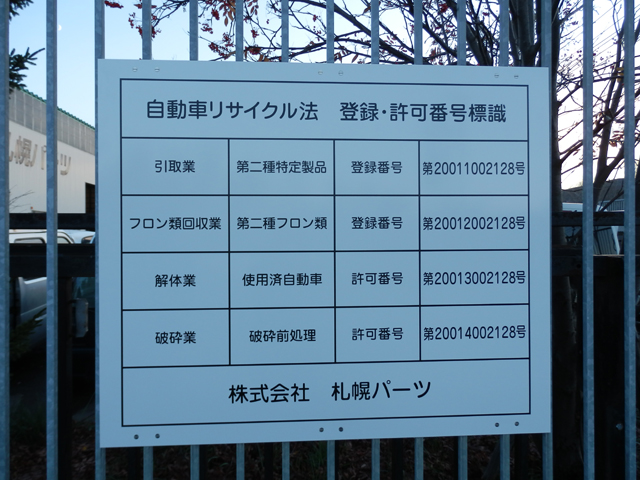 自動車リサイクル法　登録・許可番号標識
引取業　第二種特定製品　登録番号　第20011002128号
フロン類回収業　第二種フロン類　登録番号　第20012002128号
解体業　使用済自動車　許可番号　第20013002128号
破砕業　破砕前処理　許可番号　第20014002128号
株式会社　札幌パーツ
札幌パーツ